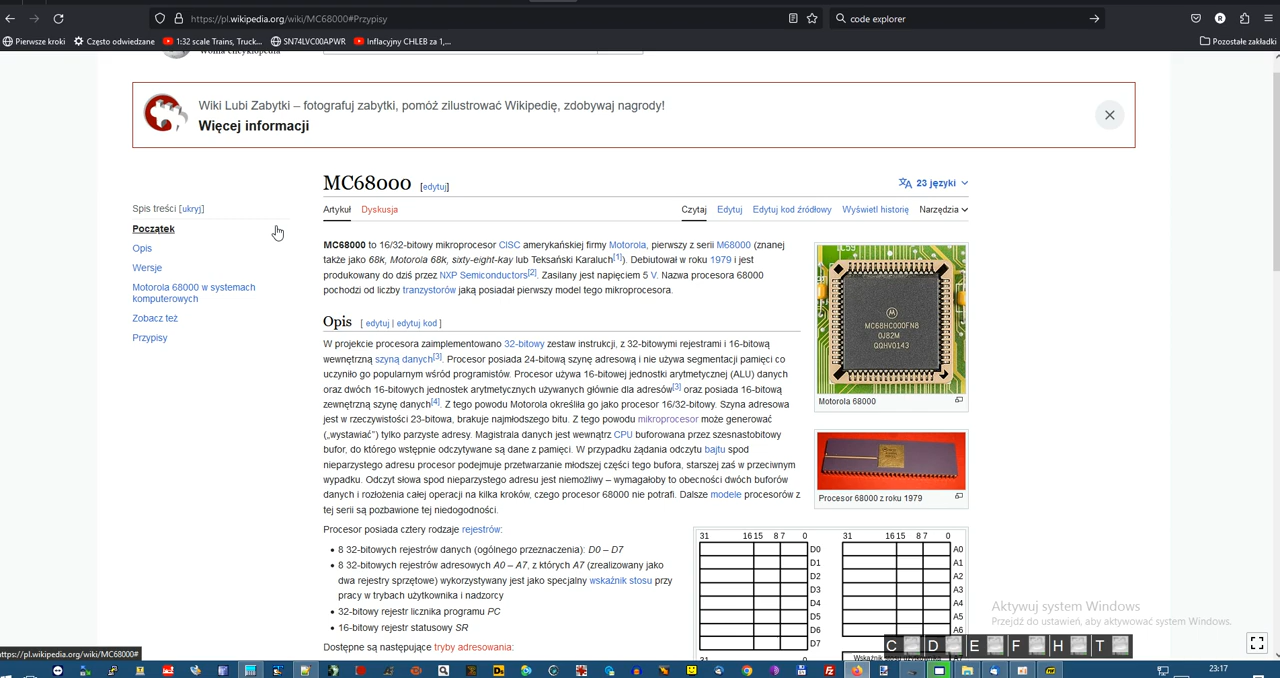 https://pl.wikipedia.org/wiki/MC68000#Przypisy
code explorer
Pierwsze kroki
Często odwiedzane
1:32 scale Trains, Truck...
SN74LVC00APWR
Inflacyjny CHLEB za 1,...
Pozostałe zakładki
Wiki Lubi Zabytki – fotografuj zabytki, pomóż zilustrować Wikipedię, zdobywaj nagrody!
Więcej informacji
MC68000 [edytuj]
23 języki
Artykuł Dyskusja
Czytaj Edytuj Edytuj kod źródłowy Wyświetl historię Narzędzia
Spis treści [ukryj]
Początek
Opis
Wersje
Motorola 68000 w systemach
komputerowych
Zobacz też
Przypisy
MC68000 to 16/32-bitowy mikroprocesor CISC amerykańskiej firmy Motorola, pierwszy z serii M68000 (znanej
także jako 68k, Motorola 68k, sixty-eight-kay lub Teksański Karaluch[1]). Debiutował w roku 1979 i jest
produkowany do dziś przez NXP Semiconductors[2]. Zasilany jest napięciem 5 V. Nazwa procesora 68000
pochodzi od liczby tranzystorów jaką posiadał pierwszy model tego mikroprocesora.
Opis [ edytuj | edytuj kod ]
W projekcie procesora zaimplementowano 32-bitowy zestaw instrukcji, z 32-bitowymi rejestrami i 16-bitową
wewnętrzną szyną danych[3]. Procesor posiada 24-bitową szynę adresową i nie używa segmentacji pamięci co
uczyniło go popularnym wśród programistów. Procesor używa 16-bitowej jednostki arytmetycznej (ALU) danych
oraz dwóch 16-bitowych jednostek arytmetycznych używanych głównie dla adresów[3] oraz posiada 16-bitową
zewnętrzną szynę danych[4]. Z tego powodu Motorola określiła go jako procesor 16/32-bitowy. Szyna adresowa
jest w rzeczywistości 23-bitowa, brakuje najmłodszego bitu. Z tego powodu mikroprocesor może generować
(„wystawiać”) tylko parzyste adresy. Magistrala danych jest wewnątrz CPU buforowana przez szesnastobitowy
bufor, do którego wstępnie odczytywane są dane z pamięci. W przypadku żądania odczytu bajtu spod
nieparzystego adresu procesor podejmuje przetwarzanie młodszej części tego bufora, starszej zaś w przeciwnym
wypadku. Odczyt słowa spod nieparzystego adresu jest niemożliwy – wymagałoby to obecności dwóch buforów
danych i rozłożenia całej operacji na kilka kroków, czego procesor 68000 nie potrafi. Dalsze modele procesorów z
tej serii są pozbawione tej niedogodności.
Procesor posiada cztery rodzaje rejestrów:
• 8 32-bitowych rejestrów danych (ogólnego przeznaczenia): D0 – D7
• 8 32-bitowych rejestrów adresowych A0 – A7, z których A7 (zrealizowany jako
dwa rejestry sprzętowe) wykorzystywany jest jako specjalny wskaźnik stosu przy
pracy w trybach użytkownika i nadzorcy
• 32-bitowy rejestr licznika programu PC
• 16-bitowy rejestr statusowy SR
Dostępne są następujące tryby adresowania:
MC68HC000FN8
0J82M
QQHV0143
Motorola 68000
Procesor 68000 z roku 1979
31 16 15 8 7 0
D0
D1
D2
D3
D4
D5
D6
D7
31 16 15 8 7 0
A0
A1
A2
A3
A4
A5
A6
Aktywuj system Windows
Przejdź do ustawień, aby aktywować system Windows.
C D E F H T
ttps://pl.wikipedia.org/wiki/MC68000#
23:17